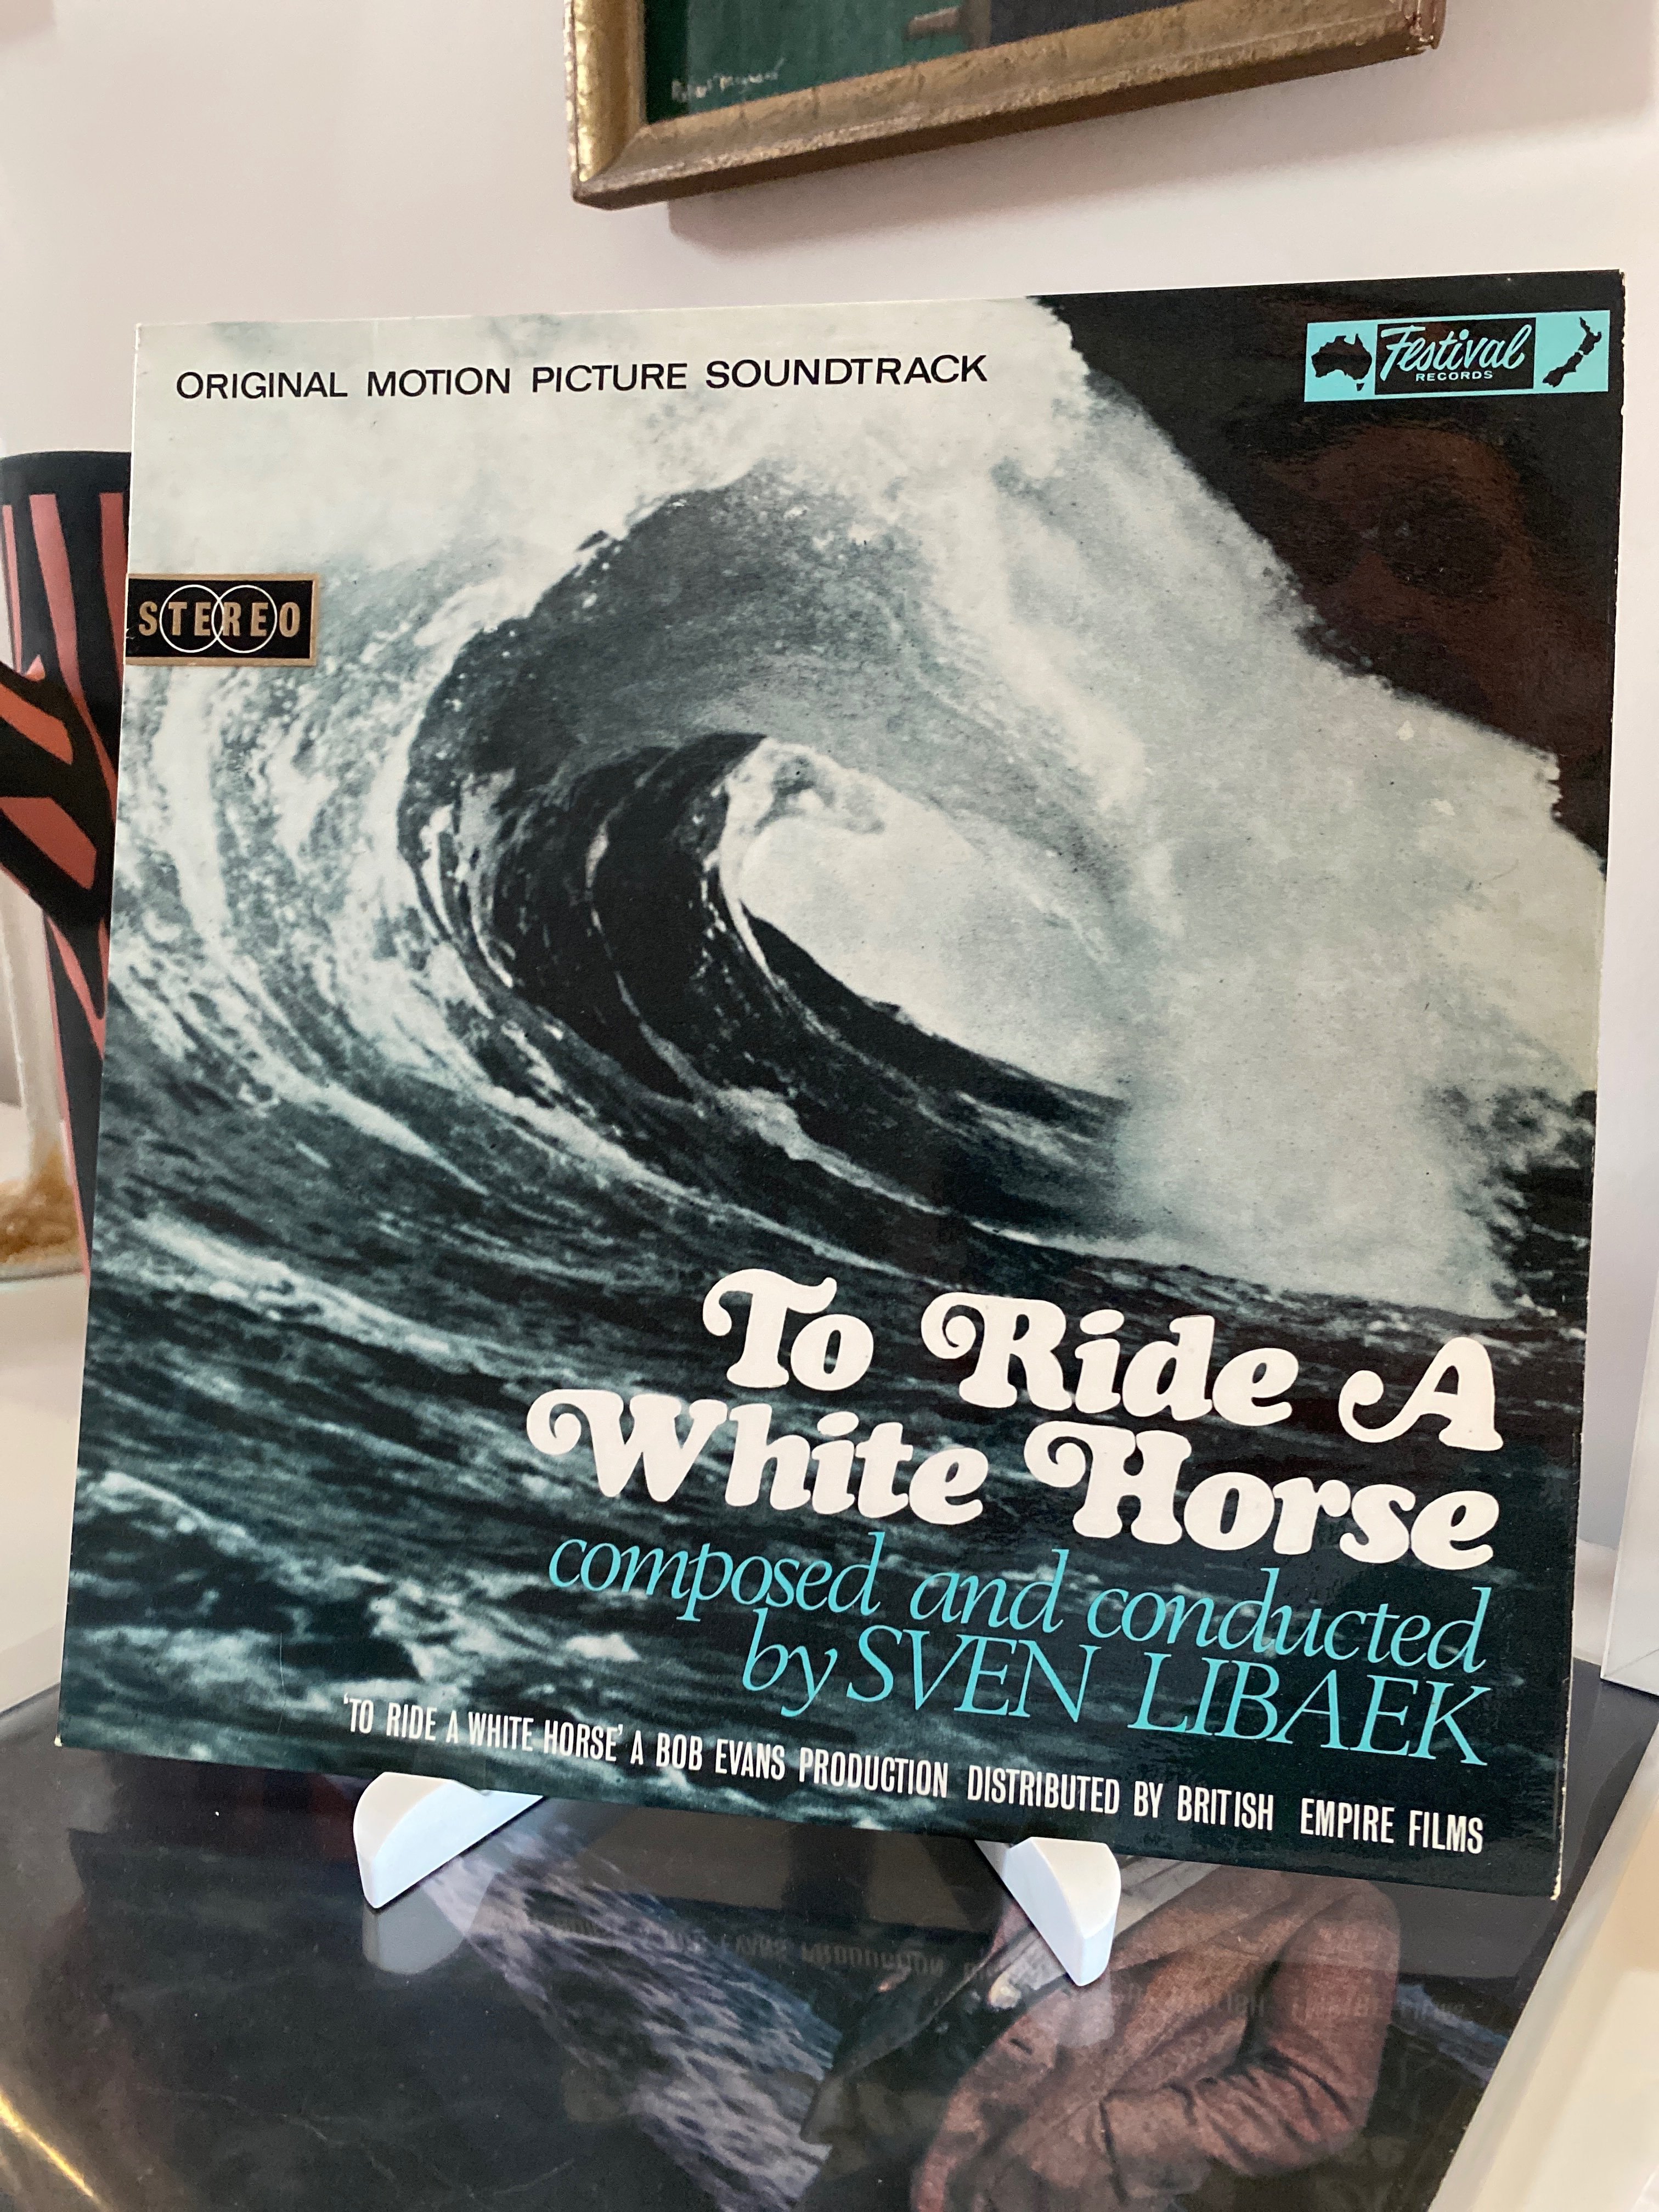 ORIGINAL MOTION PICTURE SOUNDTRACK
Festival
RECORDS
STEREO
To Ride A
White Horse
composed and conducted
by SVEN LIBAEK
'TO RIDE A WHITE HORSE' A BOB EVANS PRODUCTION DISTRIBUTED BY BRITISH EMPIRE FILMS